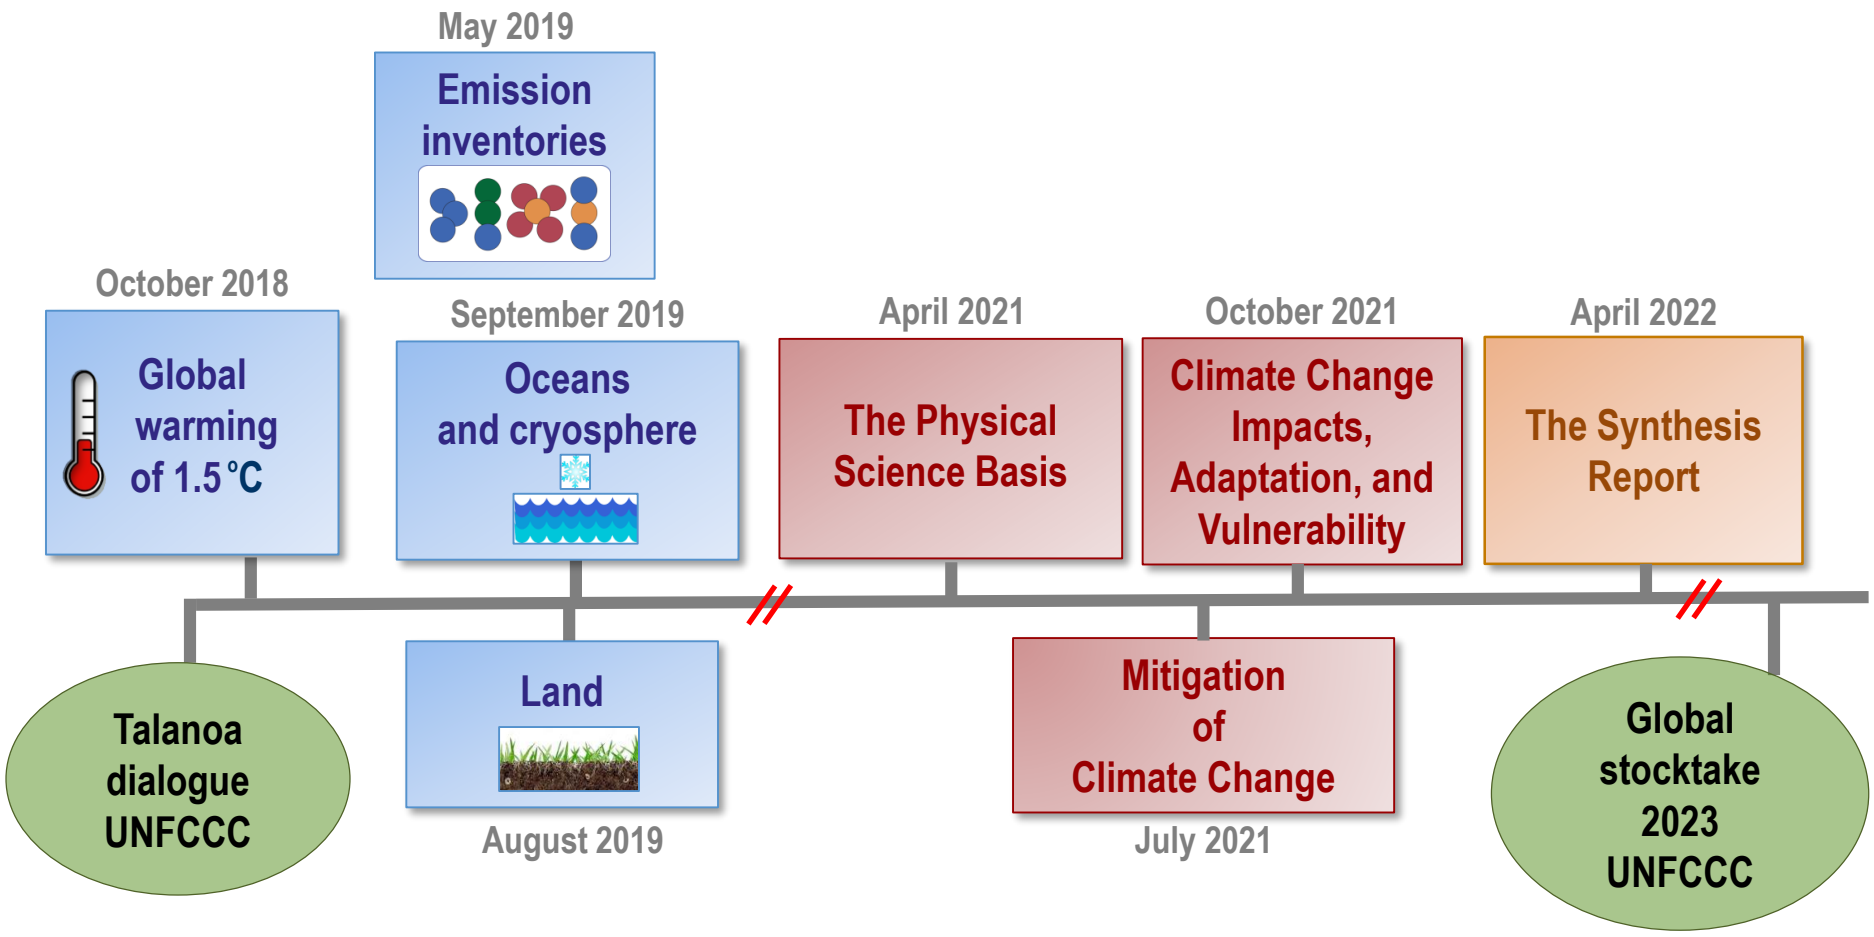 May 2019
Emission
inventories
October 2018
Global
warming
of 1.5 °C
September 2019
Oceans
and cryosphere
April 2021
The Physical
Science Basis
October 2021
Climate Change
Impacts,
Adaptation, and
Vulnerability
April 2022
The Synthesis
Report
Talanoa
dialogue
UNFCCC
Land
August 2019
Mitigation
of
Climate Change
July 2021
Global
stocktake
2023
UNFCCC